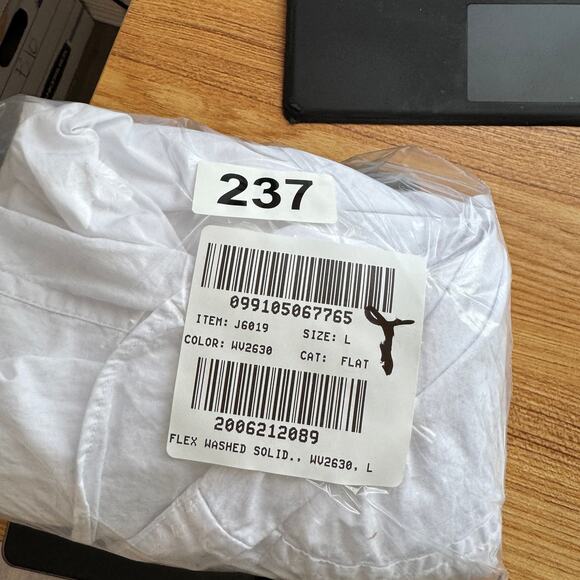 237
099105067765
ITEM: J6019 SIZE: L
COLOR: WV2630 CAT: FLAT
2006212089
FLEX WASHED SOLID., WV2630, L